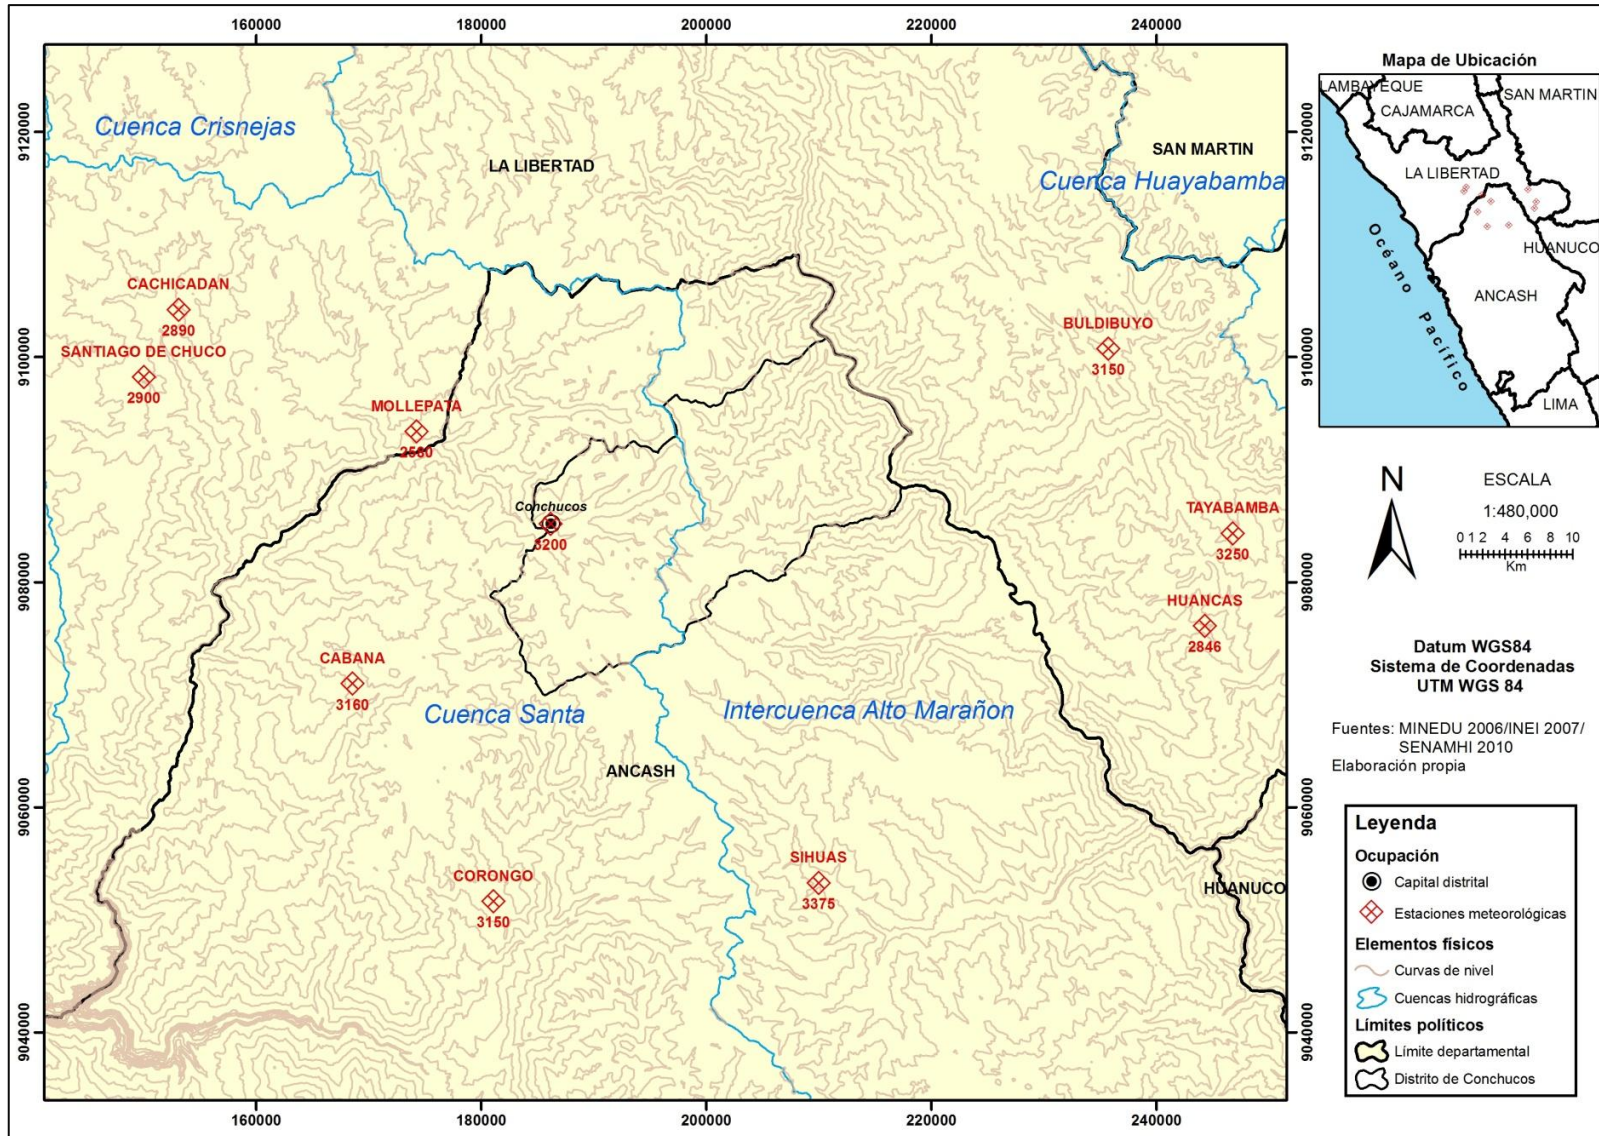 160000
180000
200000
220000
240000
9120000
9100000
9080000
9060000
9040000
Cuenca Crisnejas
LA LIBERTAD
SAN MARTIN
Cuenca Huayabamba
CACHICADAN
2890
SANTIAGO DE CHUCO
2900
MOLLEPATA
BULDIBUYO
3150
Conchucos
3200
TAYABAMBA
3250
HUANCAS
2846
CABANA
3160
Cuenca Santa
Intercuenca Alto Marañon
ANCASH
CORONGO
3150
SIHUAS
3375
HUANUCO
9120000
9100000
9080000
9060000
9040000
160000
180000
200000
220000
240000
Mapa de Ubicación
LAMBAYEQUE
CAJAMARCA
SAN MARTIN
LA LIBERTAD
HUANUCO
ANCASH
LIMA
Océano Pacífico
N
ESCALA
1:480,000
0 1 2 4 6 8 10
Km
Datum WGS84
Sistema de Coordenadas
UTM WGS 84
Fuentes: MINEDU 2006/INEI 2007/
SENAMHI 2010
Elaboración propia
Leyenda
Ocupación
Capital distrital
Estaciones meteorológicas
Elementos físicos
Curvas de nivel
Cuencas hidrográficas
Límites políticos
Límite departamental
Distrito de Conchucos